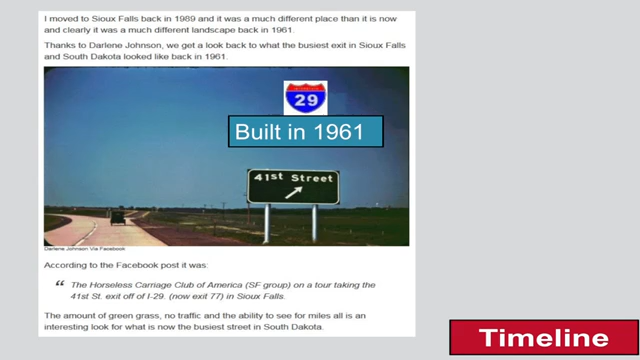 I moved to Sioux Falls back in 1989 and it was a much different place than it is now
and clearly it was a much different landscape back in 1961.
Thanks to Darlene Johnson, we get a look back to what the busiest exit in Sioux Falls
and South Dakota looked like back in 1961.
29
Built in 1961
41st Street
Darlene Johnson Via Facebook
According to the Facebook post it was:
“ The Horseless Carriage Club of America (SF group) on a tour taking the
41st St. exit off of I-29. (now exit 77) in Sioux Falls.
The amount of green grass, no traffic and the ability to see for miles all is an
interesting look for what is now the busiest street in South Dakota.
Timeline